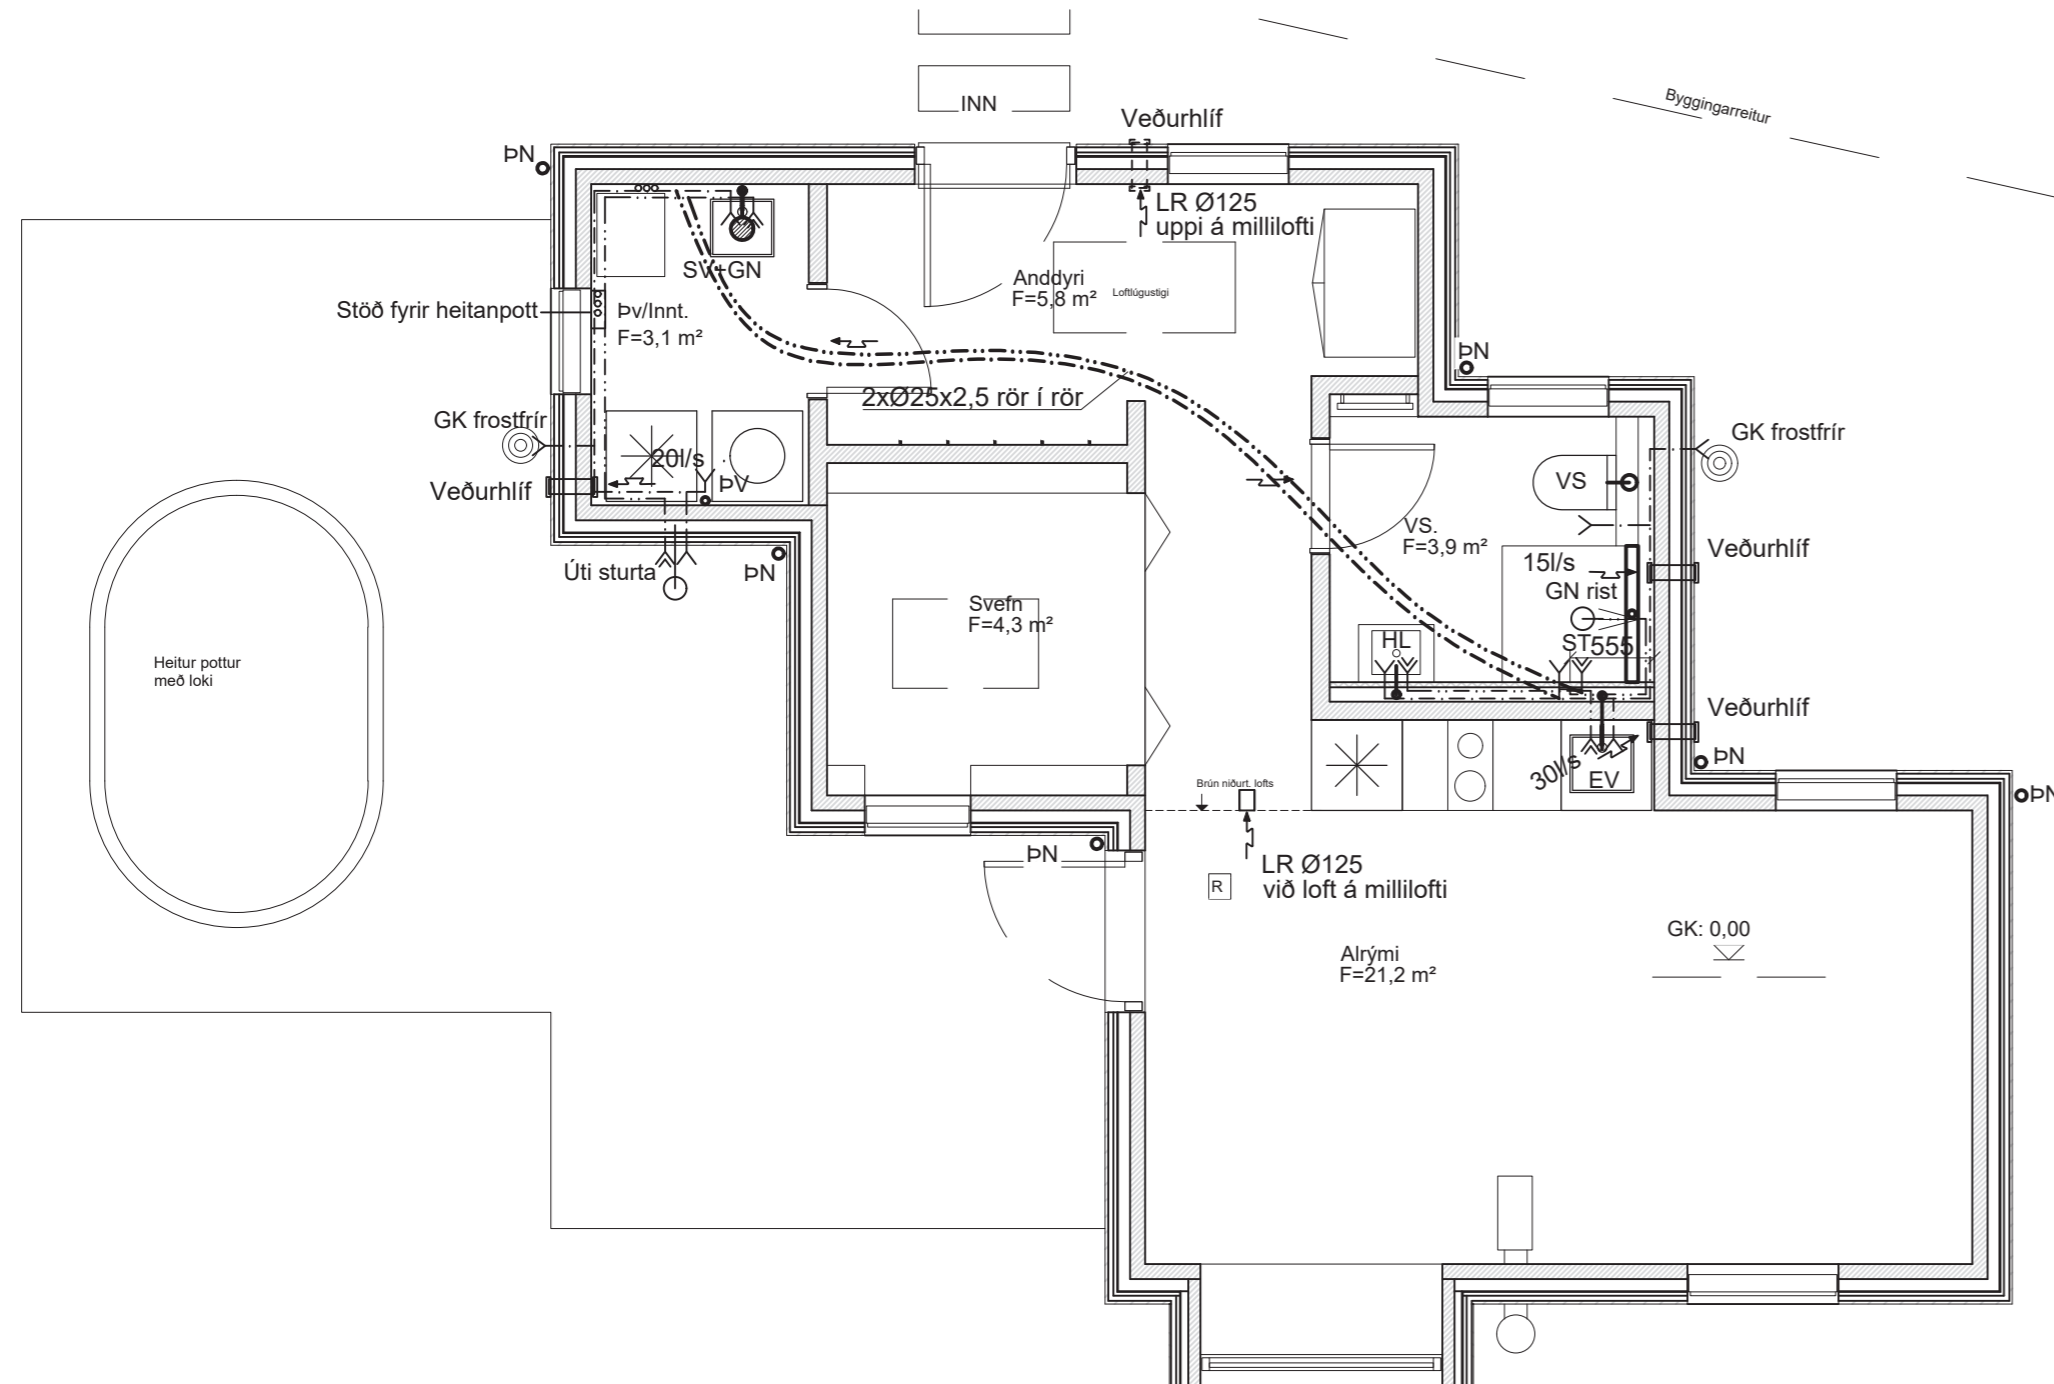 INN
Veðurhlíf
Byggingarreitur
ÞN
LR Ø125
uppi á millilofti
SV+GN
Anddyri
F=5,8 m²
Loftlúgustigi
Stöð fyrir heitanpott
Þv/Innt.
F=3,1 m²
ÞN
2xØ25x2,5 rör í rör
GK frostfrír
GK frostfrír
20l/s
ÞV
Veðurhlíf
VS
VS.
F=3,9 m²
Veðurhlíf
15l/s
Úti sturta
ÞN
GN rist
Svefn
F=4,3 m²
HL
ST
555
Heitur pottur
með loki
Veðurhlíf
ÞN
30l/s
EV
Brún niðurt. lofts
ÞN
ÞN
LR Ø125
við loft á millilofti
R
GK: 0,00
Alrými
F=21,2 m²